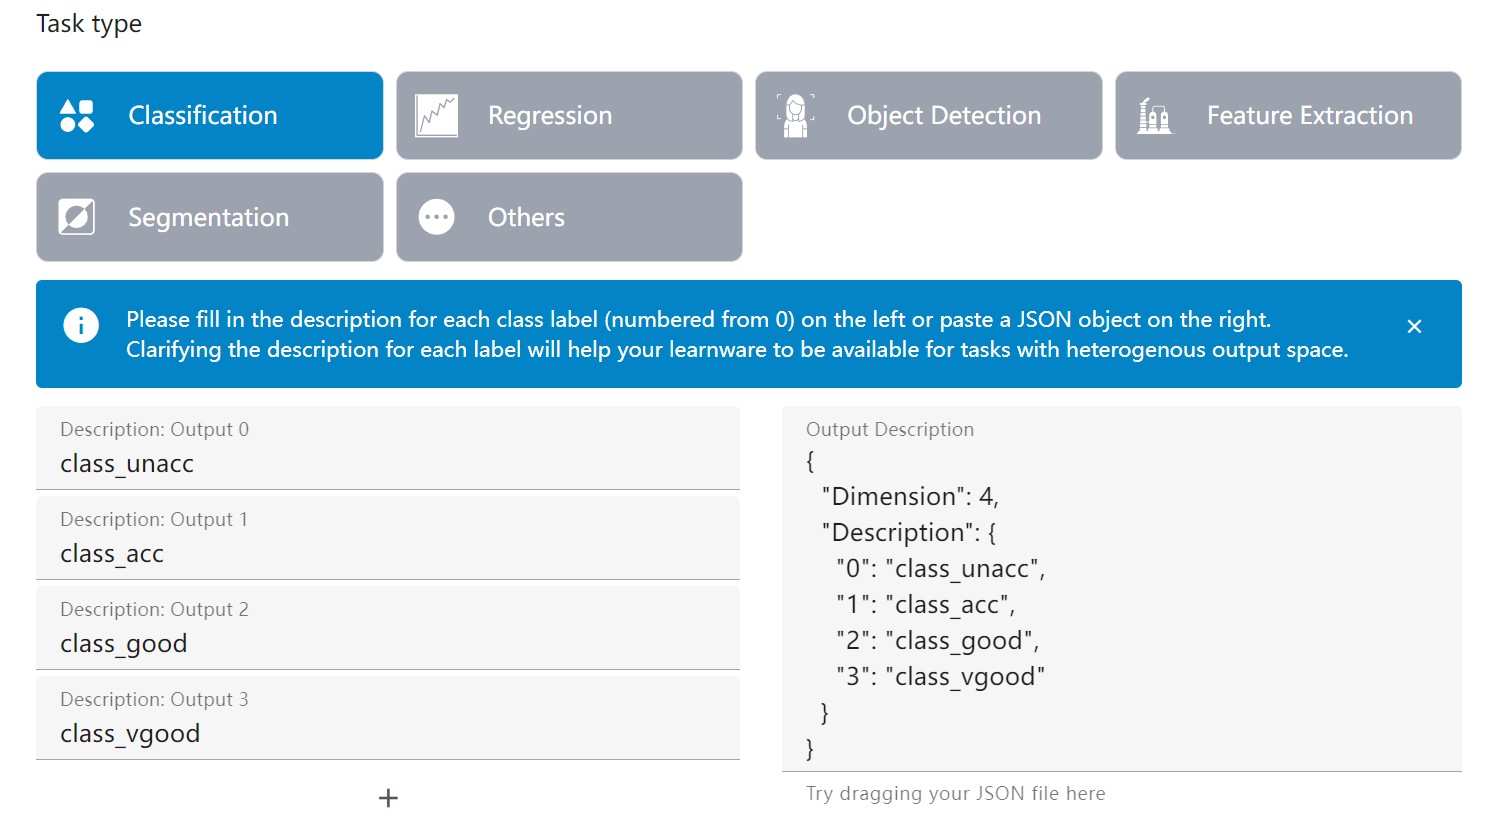 Task type
Classification
Regression
Object Detection
Feature Extraction
Segmentation
Others
Please fill in the description for each class label (numbered from 0) on the left or paste a JSON object on the right.
Clarifying the description for each label will help your learnware to be available for tasks with heterogenous output space.
Description: Output 0
class_unacc
Description: Output 1
class_acc
Description: Output 2
class_good
Description: Output 3
class_vgood
Output Description
{
"Dimension": 4,
"Description": {
"0": "class_unacc",
"1": "class_acc",
"2": "class_good",
"3": "class_vgood"
}
}
Try dragging your JSON file here